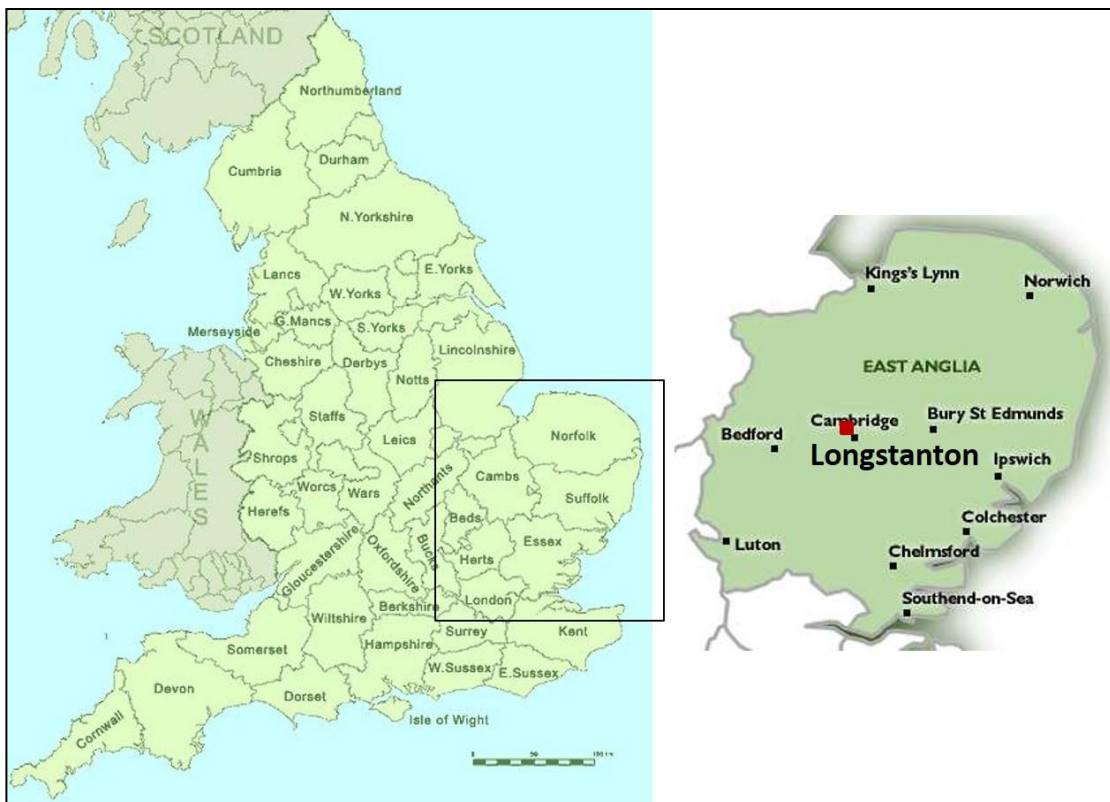 SCOTLAND
Northumberland
Durham
Cumbria
N.Yorkshire
Lancs
E.Yorks
W.Yorks
Merseyside
G.Mancs
S.Yorks
Lincolnshire
Cheshire
Derbys
Notts
WALES
Staffs
Leics
Norfolk
Shrops
Northants
Cambs
Worcs
Wars
Suffolk
Herefs
Beds
Gloucestershire
Oxfordshire
Bucks
Herts
Essex
London
Berkshire
Wiltshire
Surrey
Kent
Hampshire
Somerset
W.Sussex
E.Sussex
Devon
Dorset
Cornwall
Isle of Wight
Kings's Lynn
Norwich
EAST ANGLIA
Cambridge
Bury St Edmunds
Bedford
Longstanton
Ipswich
Colchester
Luton
Chelmsford
Southend-on-Sea